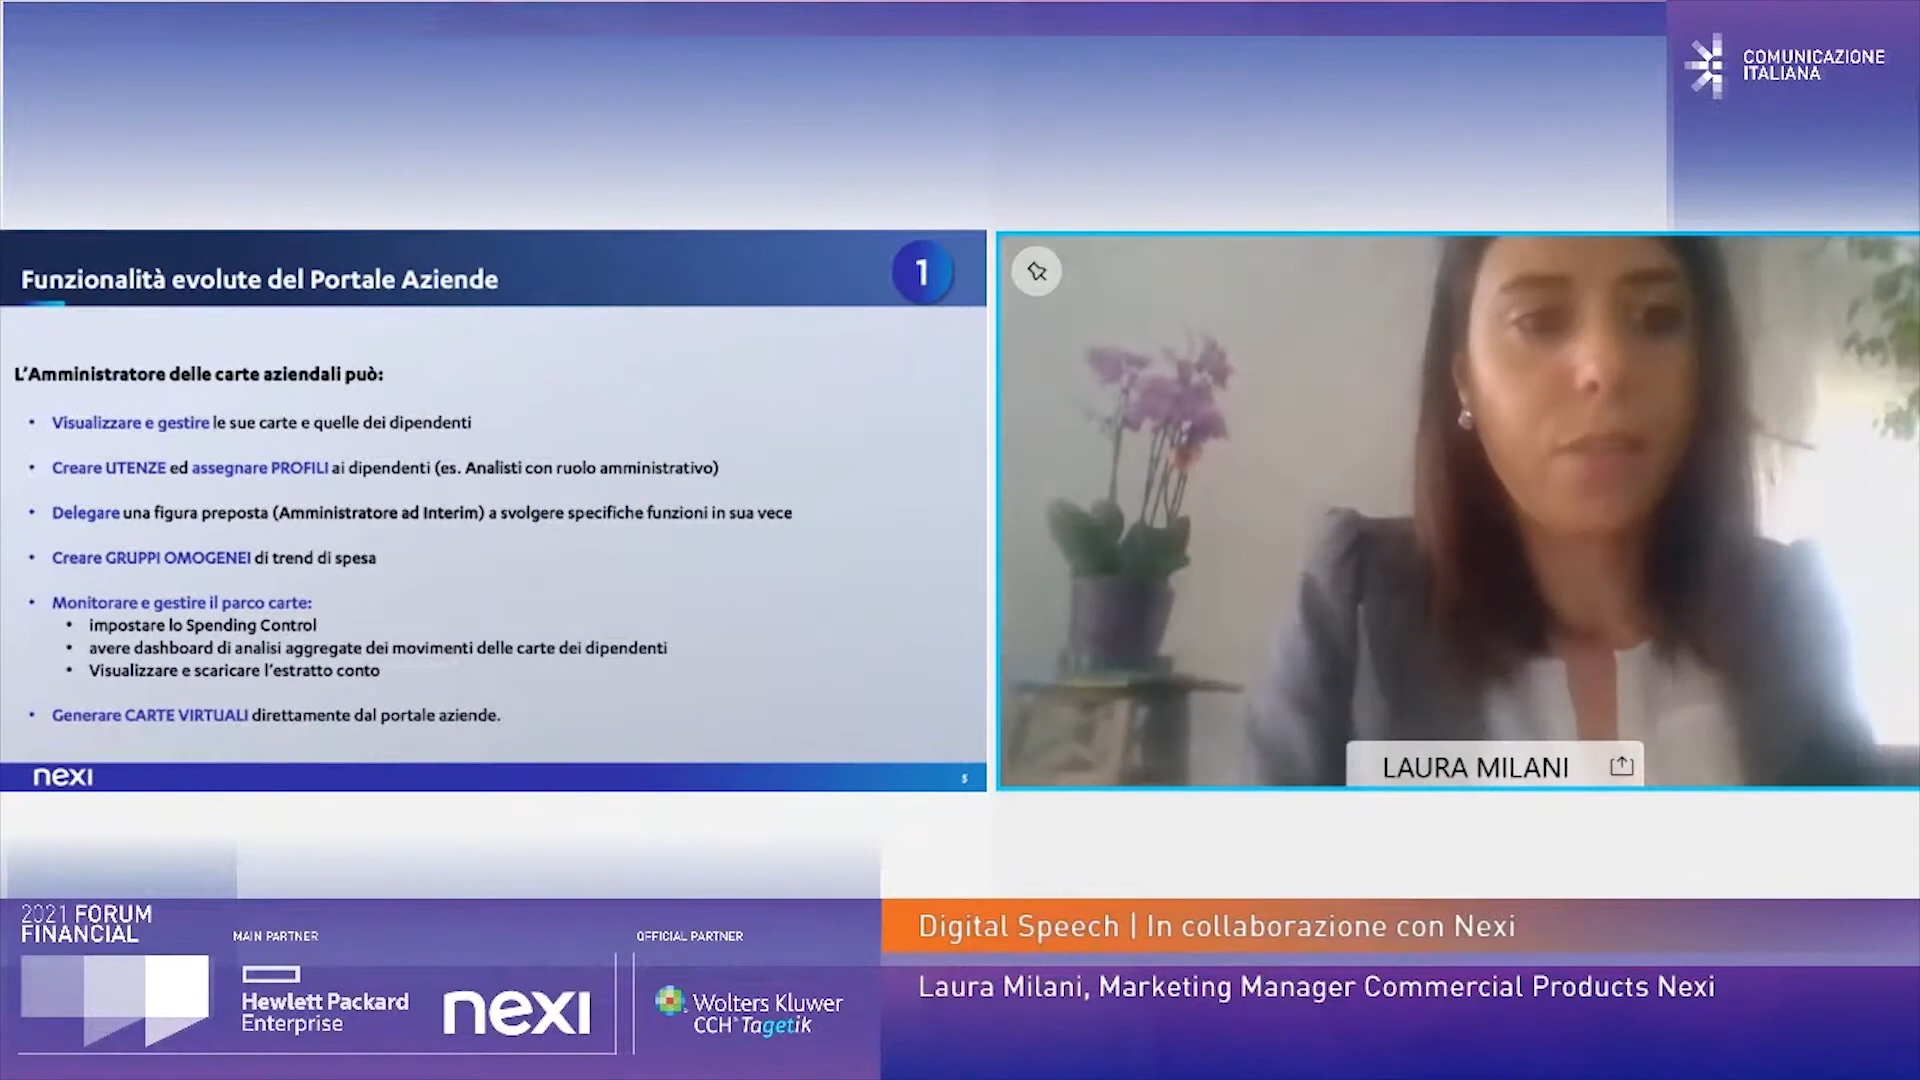 COMUNICAZIONE
ITALIANA
Funzionalità evolute del Portale Aziende
1
L'Amministratore delle carte aziendali può:
• Visualizzare e gestire le sue carte e quelle dei dipendenti
• Creare UTENZE ed assegnare PROFILI ai dipendenti (es. Analisti con ruolo amministrativo)
• Delegare una figura preposta (Amministratore ad Interim) a svolgere specifiche funzioni in sua vece
• Creare GRUPPI OMOGENEI di trend di spesa
• Monitorare e gestire il parco carte:
• impostare lo Spending Control
• avere dashboard di analisi aggregate dei movimenti delle carte dei dipendenti
• Visualizzare e scaricare l'estratto conto
• Generare CARTE VIRTUALI direttamente dal portale aziende.
nexi
5
LAURA MILANI
2021 FORUM
FINANCIAL
MAIN PARTNER
Hewlett Packard
Enterprise
nexi
OFFICIAL PARTNER
Wolters Kluwer
CCH® Tagetik
Digital Speech | In collaborazione con Nexi
Laura Milani, Marketing Manager Commercial Products Nexi